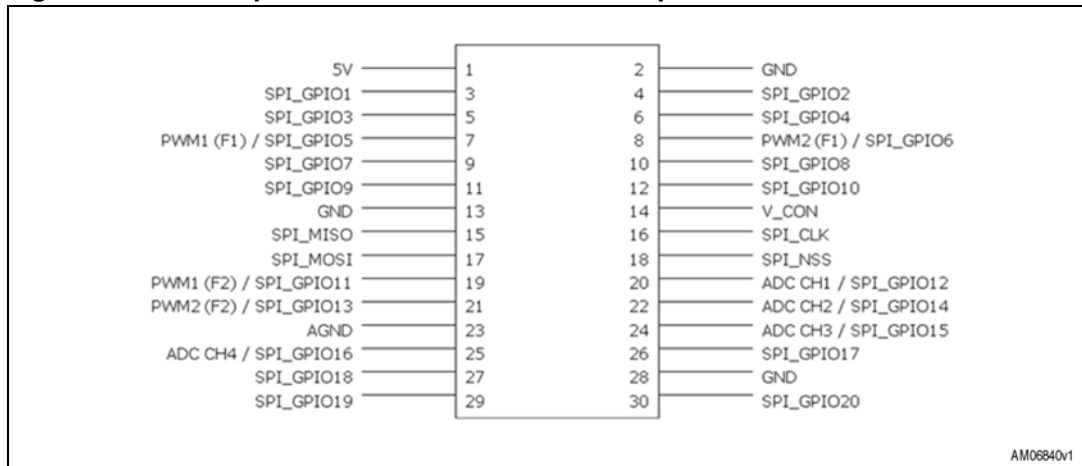 5V 1 2 GND
SPI_GPIO1 3 4 SPI_GPIO2
SPI_GPIO3 5 6 SPI_GPIO4
PWM1 (F1) / SPI_GPIO5 7 8 PWM2 (F1) / SPI_GPIO6
SPI_GPIO7 9 10 SPI_GPIO8
SPI_GPIO9 11 12 SPI_GPIO10
GND 13 14 V_CON
SPI_MISO 15 16 SPI_CLK
SPI_MOSI 17 18 SPI_NSS
PWM1 (F2) / SPI_GPIO11 19 20 ADC CH1 / SPI_GPIO12
PWM2 (F2) / SPI_GPIO13 21 22 ADC CH2 / SPI_GPIO14
AGND 23 24 ADC CH3 / SPI_GPIO15
ADC CH4 / SPI_GPIO16 25 26 SPI_GPIO17
SPI_GPIO18 27 28 GND
SPI_GPIO19 29 30 SPI_GPIO20
AM06840v1